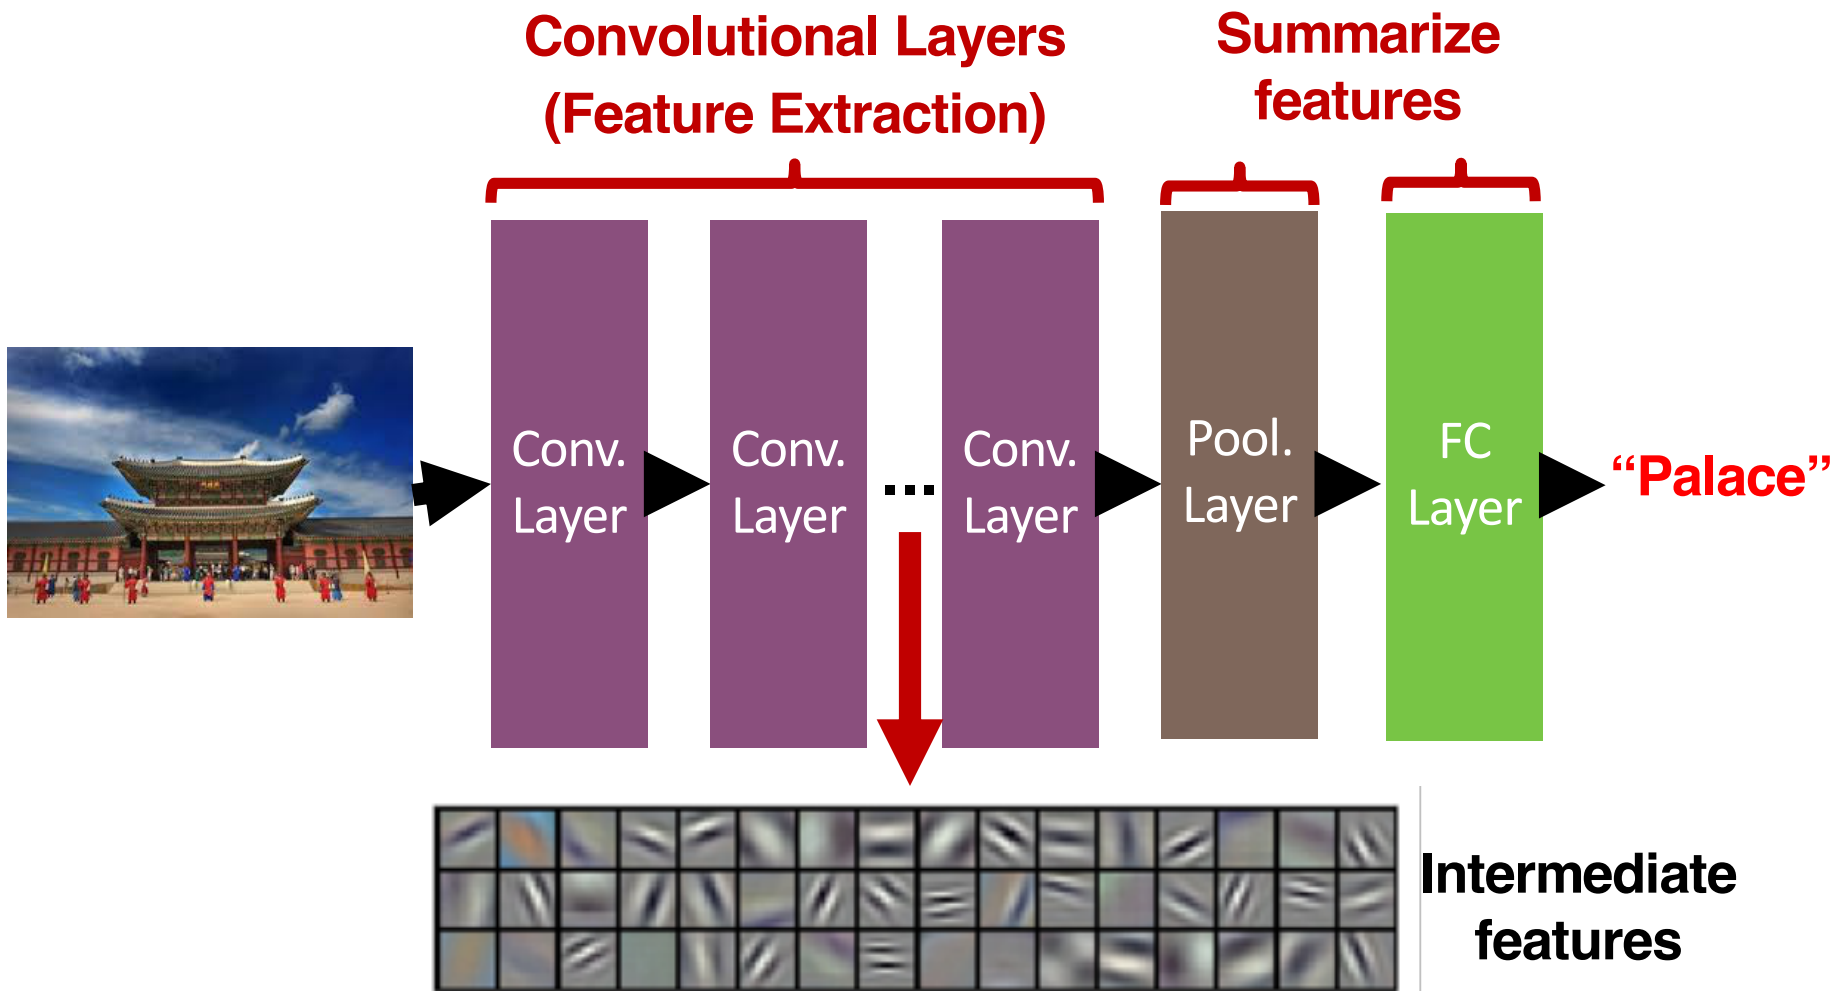 Convolutional Layers
(Feature Extraction)
Summarize
features
Conv.
Layer
Conv.
Layer
...
Conv.
Layer
Pool.
Layer
FC
Layer
“Palace”
Intermediate
features